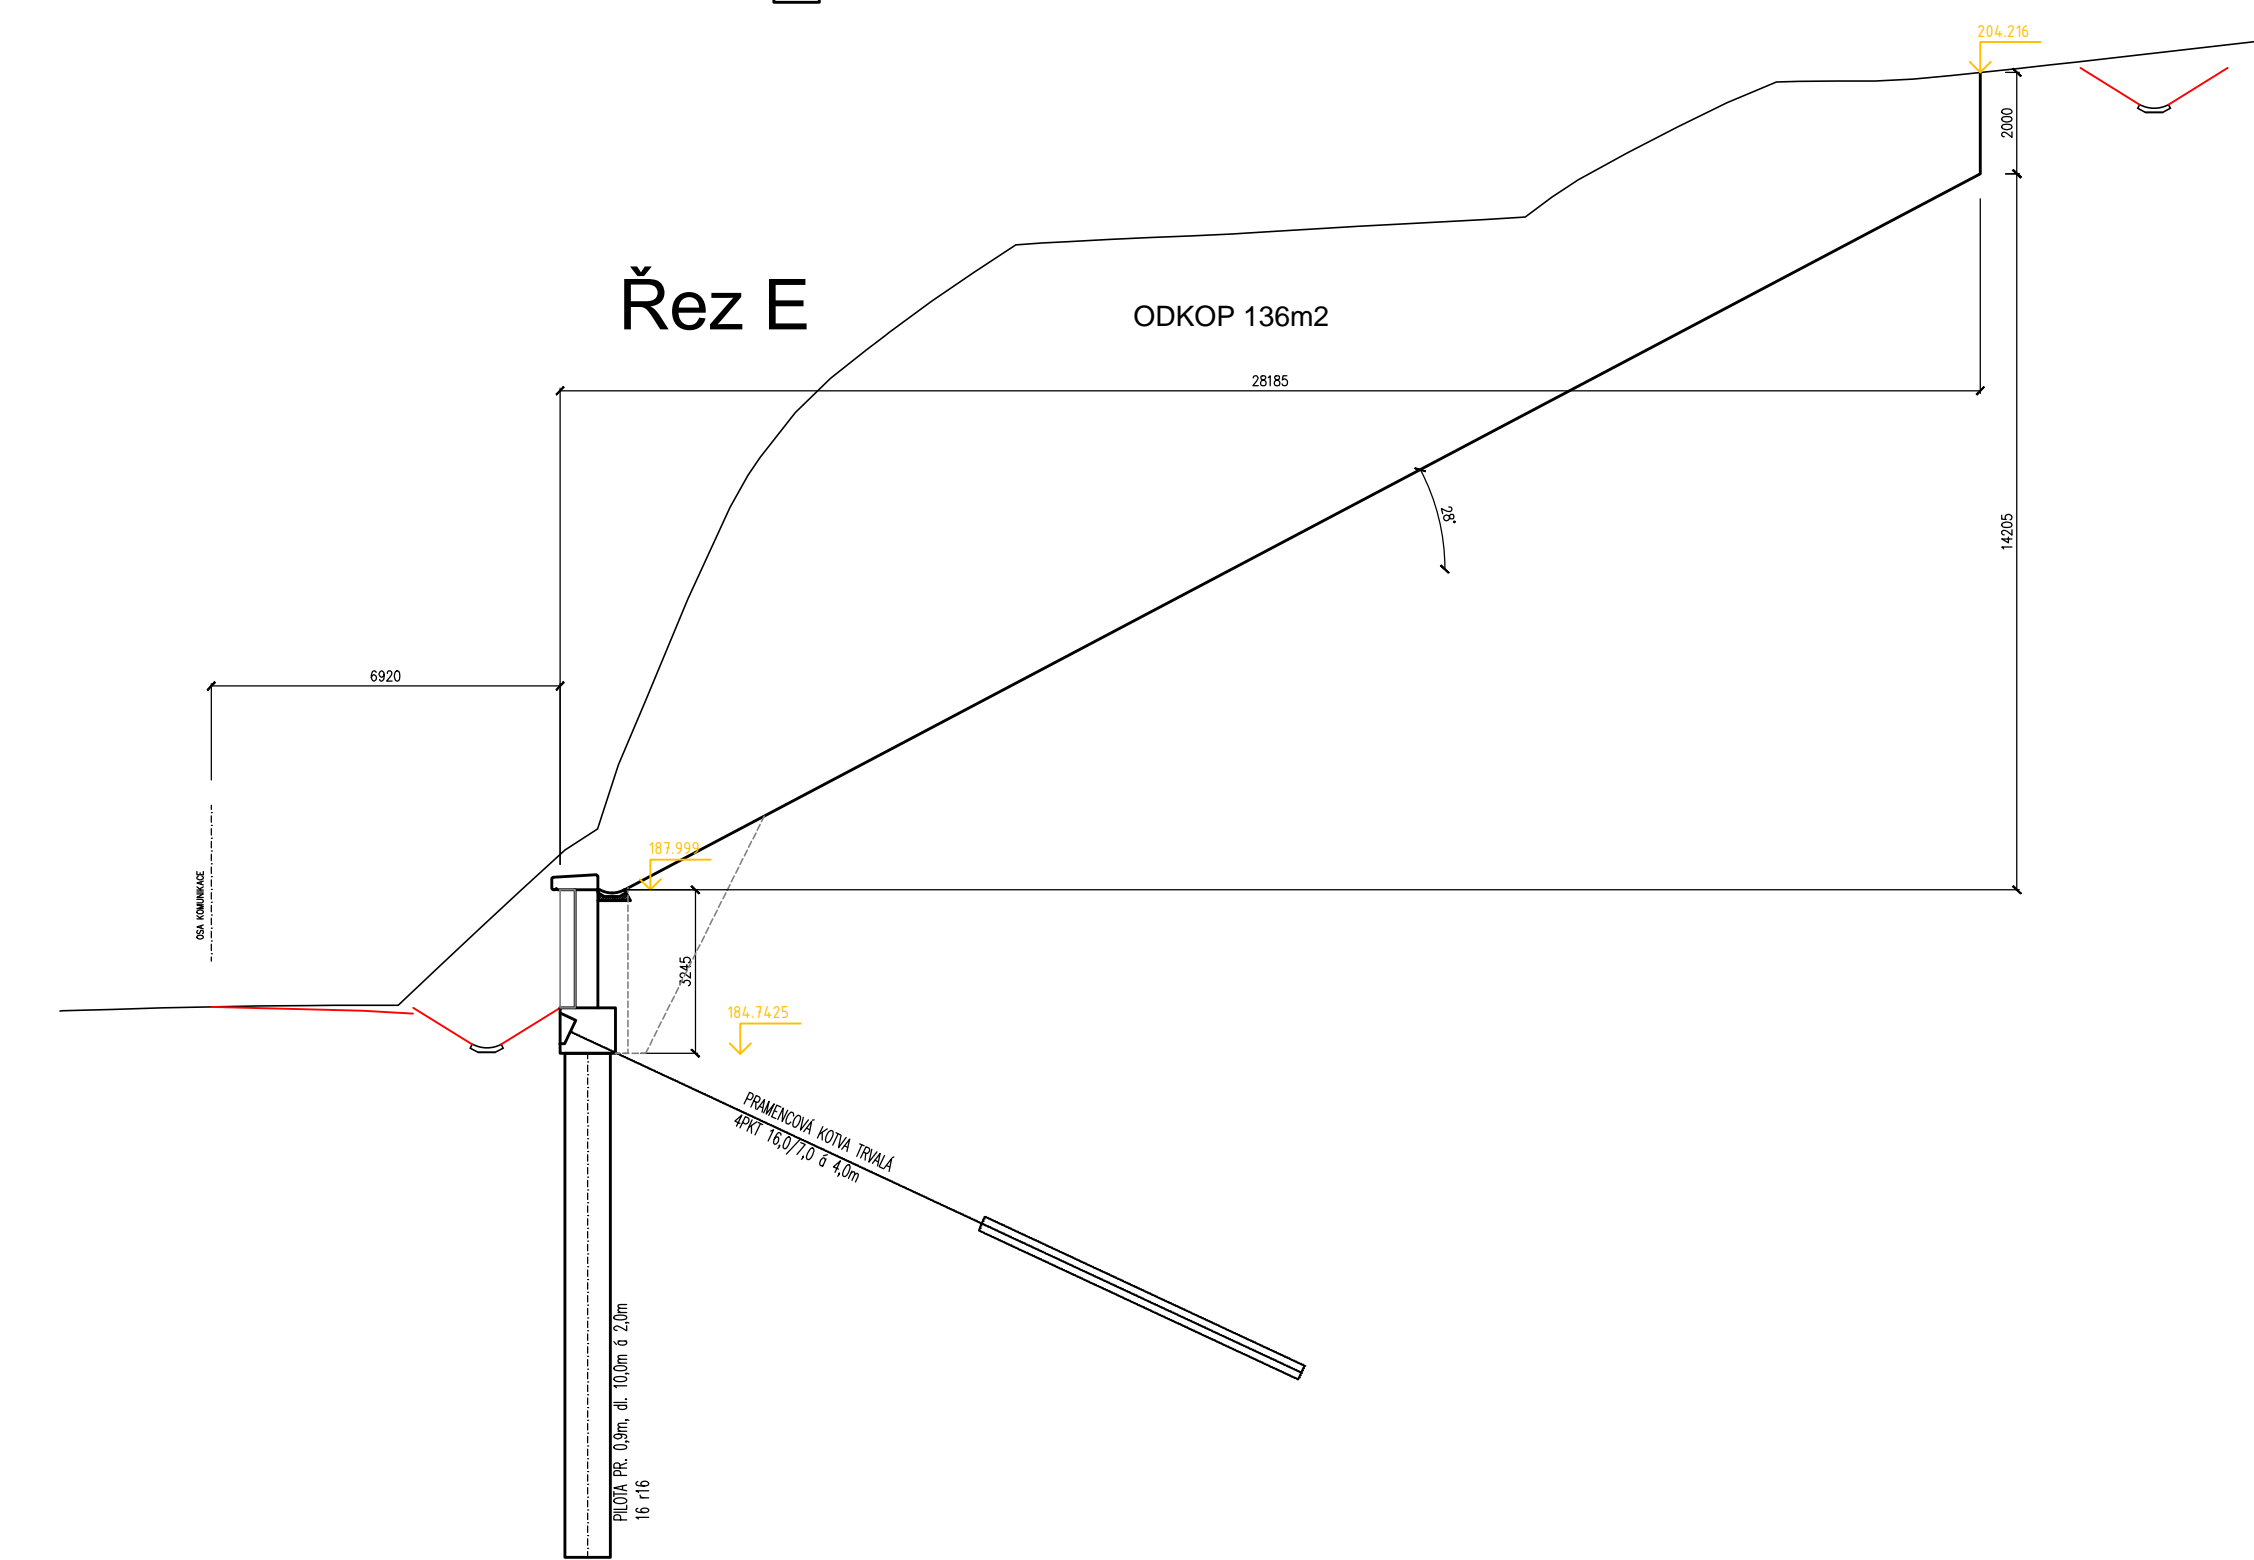 204.216
2000
Řez E
ODKOP 136m2
28185
28°
14205
6920
OSA KOMUNIKACE
187.999
3245
184.7425
PRAMENCOVÁ KOTVA TRVALÁ
4PKT 16,0/7,0 á 4,0m
PILOTA PR. 0,9m, dl. 10,0m á 2,0m
16 r16